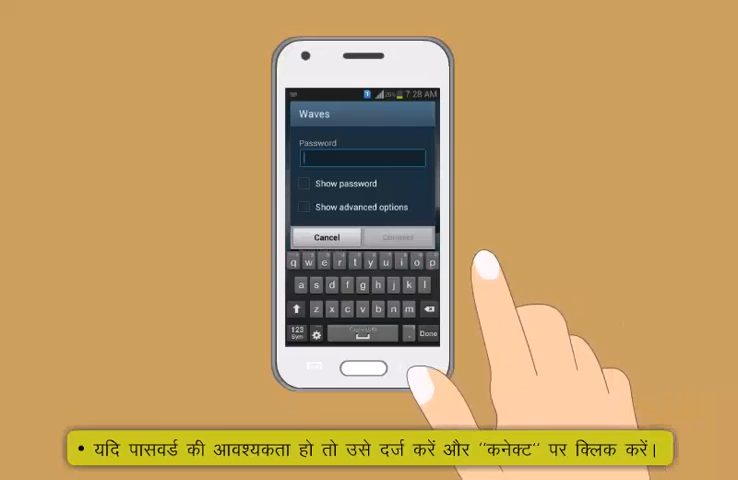 7:28 AM
Waves
Password
Show password
Show advanced options
Cancel Connect
q w e r t y u i o p
a s d f g h j k l
z x c v b n m
123
Sym
. Done
• यदि पासवर्ड की आवश्यकता हो तो उसे दर्ज करें और “कनेक्ट“ पर क्लिक करें।